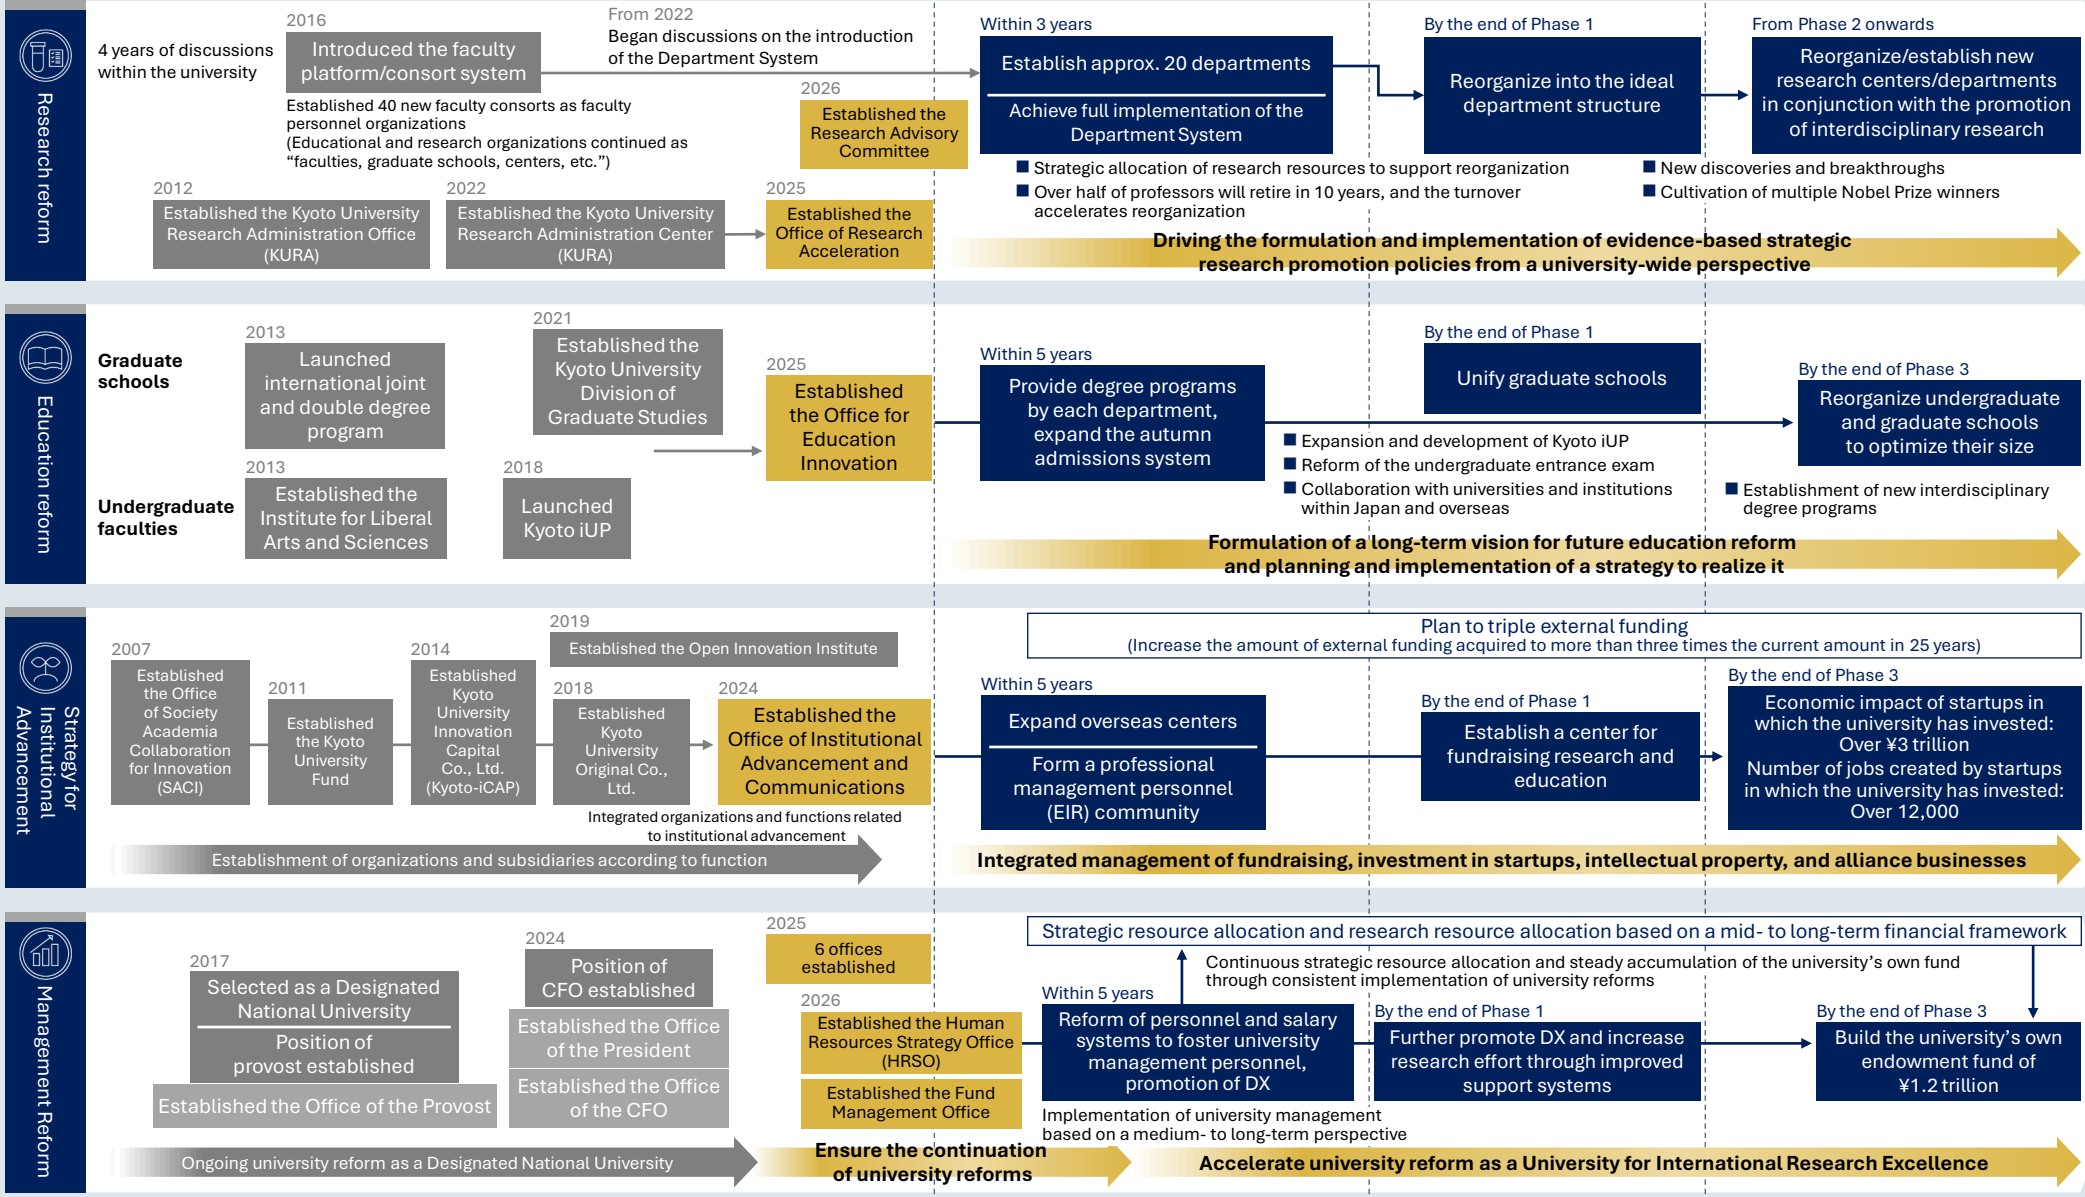 Research reform
4 years of discussions
within the university
2016
Introduced the faculty
platform/consort system
Established 40 new faculty consorts as faculty
personnel organizations
(Educational and research organizations continued as
“faculties, graduate schools, centers, etc.”)
From 2022
Began discussions on the introduction
of the Department System
2026
Established the
Research Advisory
Committee
2012
Established the Kyoto University
Research Administration Office
(KURA)
2022
Established the Kyoto University
Research Administration Center
(KURA)
2025
Established the
Office of Research
Acceleration
Within 3 years
Establish approx. 20 departments
Achieve full implementation of the
Department System
By the end of Phase 1
Reorganize into the ideal
department structure
From Phase 2 onwards
Reorganize/establish new
research centers/departments
in conjunction with the promotion
of interdisciplinary research
■ Strategic allocation of research resources to support reorganization
■ Over half of professors will retire in 10 years, and the turnover
accelerates reorganization
■ New discoveries and breakthroughs
■ Cultivation of multiple Nobel Prize winners
Driving the formulation and implementation of evidence-based strategic
research promotion policies from a university-wide perspective
Education reform
Graduate
schools
2013
Launched
international joint
and double degree
program
2021
Established the
Kyoto University
Division of
Graduate Studies
Undergraduate
faculties
2013
Established the
Institute for Liberal
Arts and Sciences
2018
Launched
Kyoto iUP
2025
Established
the Office for
Education
Innovation
Within 5 years
Provide degree programs
by each department,
expand the autumn
admissions system
By the end of Phase 1
Unify graduate schools
By the end of Phase 3
Reorganize undergraduate
and graduate schools
to optimize their size
■ Expansion and development of Kyoto iUP
■ Reform of the undergraduate entrance exam
■ Collaboration with universities and institutions
within Japan and overseas
■ Establishment of new interdisciplinary
degree programs
Formulation of a long-term vision for future education reform
and planning and implementation of a strategy to realize it
Strategy for
Institutional
Advancement
2007
Established
the Office
of Society
Academia
Collaboration
for Innovation
(SACI)
2011
Established
the Kyoto
University
Fund
2014
Established
Kyoto
University
Innovation
Capital
Co., Ltd.
(Kyoto-iCAP)
2019
Established the Open Innovation Institute
2018
Established
Kyoto
University
Original Co.,
Ltd.
2024
Established the
Office of Institutional
Advancement and
Communications
Integrated organizations and functions related
to institutional advancement
Establishment of organizations and subsidiaries according to function
Plan to triple external funding
(Increase the amount of external funding acquired to more than three times the current amount in 25 years)
Within 5 years
Expand overseas centers
Form a professional
management personnel
(EIR) community
By the end of Phase 1
Establish a center for
fundraising research and
education
By the end of Phase 3
Economic impact of startups in
which the university has invested:
Over ¥3 trillion
Number of jobs created by startups
in which the university has invested:
Over 12,000
Integrated management of fundraising, investment in startups, intellectual property, and alliance businesses
Management Reform
2017
Selected as a Designated
National University
Position of
provost established
Established the Office of the Provost
2024
Position of
CFO established
Established the Office
of the President
Established the Office
of the CFO
2025
6 offices
established
2026
Established the Human
Resources Strategy Office
(HRSO)
Established the Fund
Management Office
Strategic resource allocation and research resource allocation based on a mid- to long-term financial framework
Continuous strategic resource allocation and steady accumulation of the university’s own fund
through consistent implementation of university reforms
Within 5 years
Reform of personnel and salary
systems to foster university
management personnel,
promotion of DX
Implementation of university management
based on a medium- to long-term perspective
By the end of Phase 1
Further promote DX and increase
research effort through improved
support systems
By the end of Phase 3
Build the university’s own
endowment fund of
¥1.2 trillion
Ongoing university reform as a Designated National University
Ensure the continuation
of university reforms
Accelerate university reform as a University for International Research Excellence